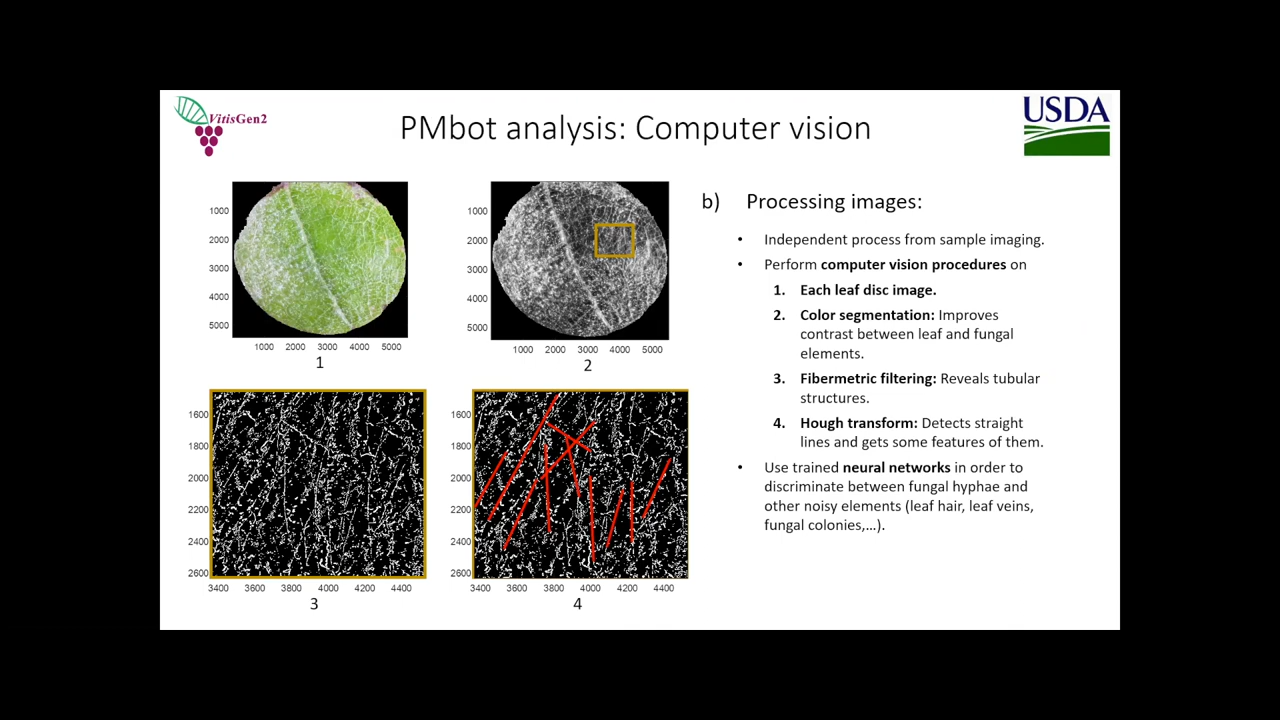 VitisGen2
PMbot analysis: Computer vision
USDA
1000
2000
3000
4000
5000
1000 2000 3000 4000 5000
1
1000
2000
3000
4000
5000
1000 2000 3000 4000 5000
2
1600
1800
2000
2200
2400
2600
3400 3600 3800 4000 4200 4400
3
1600
1800
2000
2200
2400
2600
3400 3600 3800 4000 4200 4400
4
b) Processing images:
• Independent process from sample imaging.
• Perform computer vision procedures on
1. Each leaf disc image.
2. Color segmentation: Improves
contrast between leaf and fungal
elements.
3. Fibermetric filtering: Reveals tubular
structures.
4. Hough transform: Detects straight
lines and gets some features of them.
• Use trained neural networks in order to
discriminate between fungal hyphae and
other noisy elements (leaf hair, leaf veins,
fungal colonies,…).